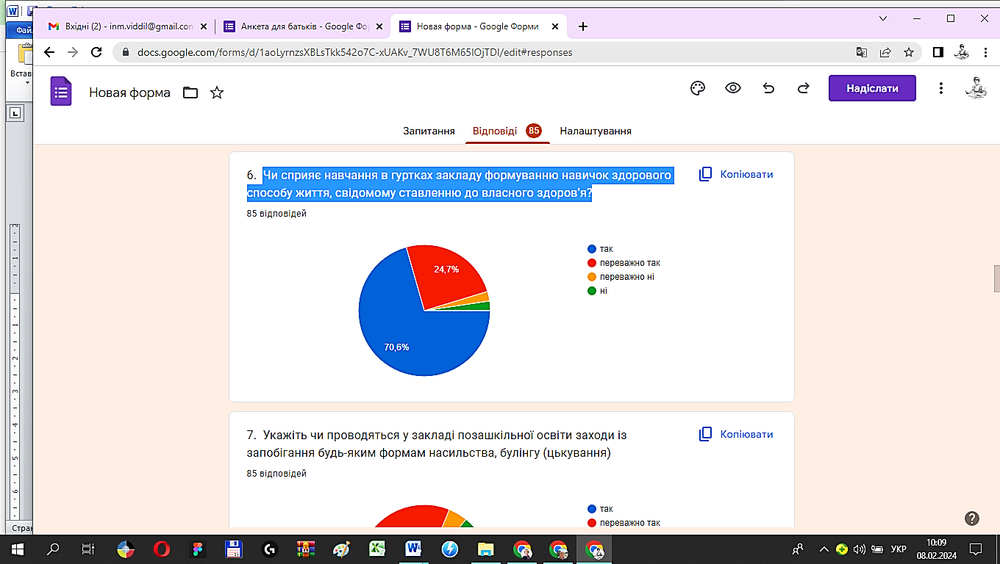 Вхідні (2) - inm.viddil@gmail.con
Анкета для батьків - Google Фо
Новая форма - Google Форми
Фай
docs.google.com/forms/d/1aoLyrnzsXBLsTkk542o7C-xUAKv_7WU8T6M65IOjTDI/edit#responses
Встав
Новая форма
Надіслати
Запитання
Відповіді 85
Налаштування
6. Чи сприяє навчання в гуртках закладу формуванню навичок здорового
способу життя, свідомому ставленню до власного здоров’я?
Копіювати
85 відповідей
так
переважно так
переважно ні
ні
24,7%
70,6%
7. Укажіть чи проводяться у закладі позашкільної освіти заходи із
запобігання будь-яким формам насильства, булінгу (цькування)
Копіювати
85 відповідей
так
переважно так
Стран
УКР
10:09
08.02.2024